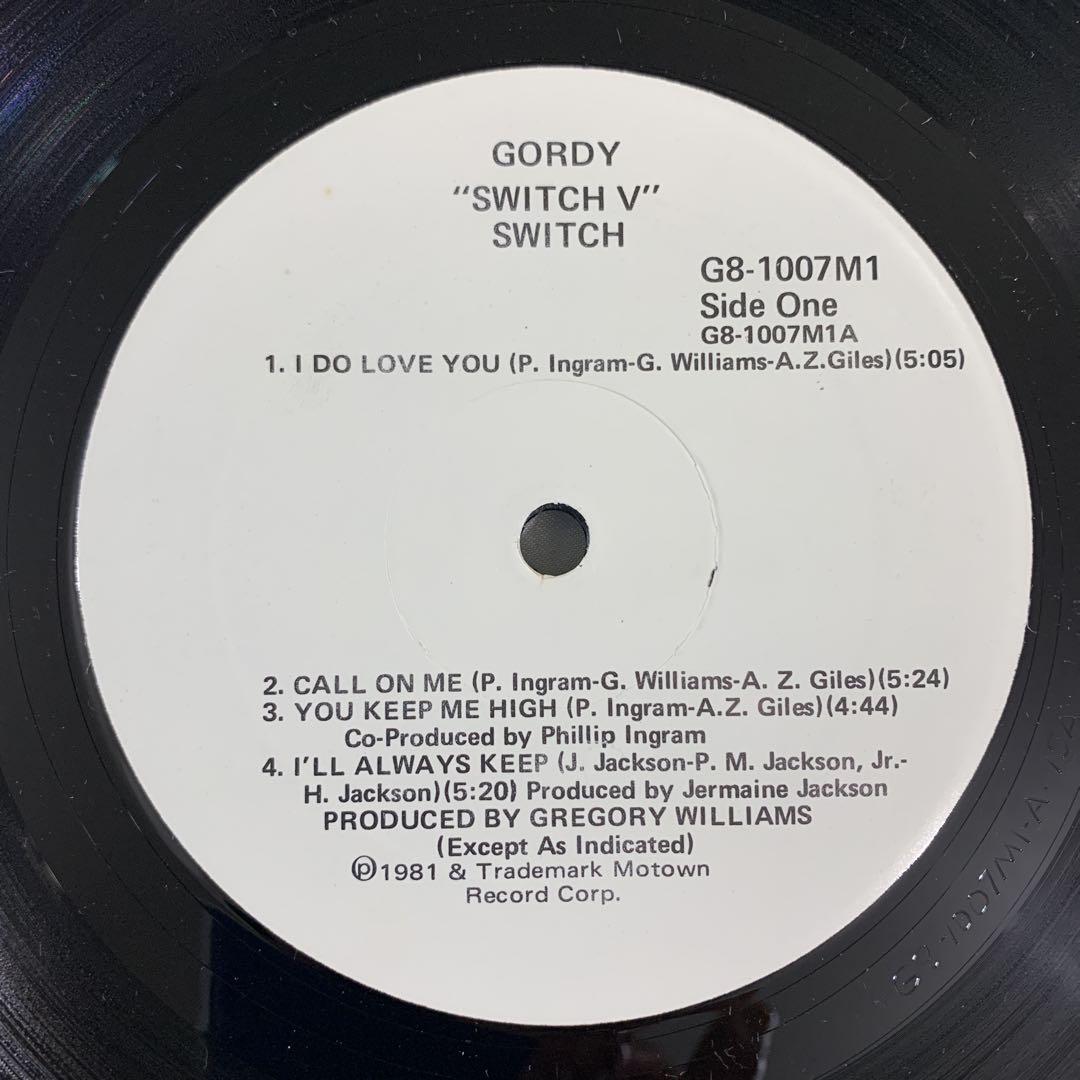 GORDY
"SWITCH V"
SWITCH
G8-1007M1
Side One
G8-1007M1A
1. I DO LOVE YOU (P. Ingram-G. Williams-A.Z.Giles)(5:05)
2. CALL ON ME (P. Ingram-G. Williams-A. Z. Giles)(5:24)
3. YOU KEEP ME HIGH (P. Ingram-A.Z. Giles)(4:44)
Co-Produced by Phillip Ingram
4. I'LL ALWAYS KEEP (J. Jackson-P. M. Jackson, Jr.-
H. Jackson)(5:20) Produced by Jermaine Jackson
PRODUCED BY GREGORY WILLIAMS
(Except As Indicated)
℗1981 & Trademark Motown
Record Corp.